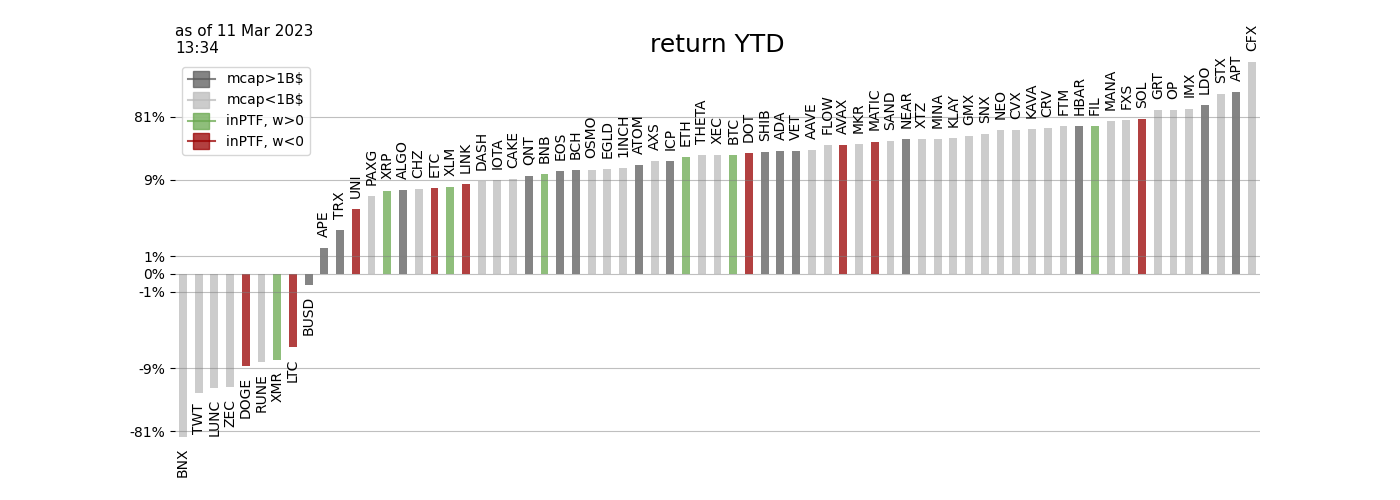 as of 11 Mar 2023
13:34
return YTD
mcap>1B$
mcap<1B$
inPTF, w>0
inPTF, w<0
81%
9%
1%
0%
-1%
-9%
-81%
BNX
TWT
LUNC
ZEC
DOGE
RUNE
XMR
LTC
BUSD
APE
TRX
UNI
PAXG
XRP
ALGO
CHZ
ETC
XLM
LINK
DASH
IOTA
CAKE
QNT
BNB
EOS
BCH
OSMO
EGLD
1INCH
ATOM
AXS
ICP
ETH
THETA
XEC
BTC
DOT
SHIB
ADA
VET
AAVE
FLOW
AVAX
MKR
MATIC
SAND
NEAR
XTZ
MINA
KLAY
GMX
SNX
NEO
CVX
KAVA
CRV
FTM
HBAR
FIL
MANA
FXS
SOL
GRT
OP
IMX
LDO
STX
APT
CFX